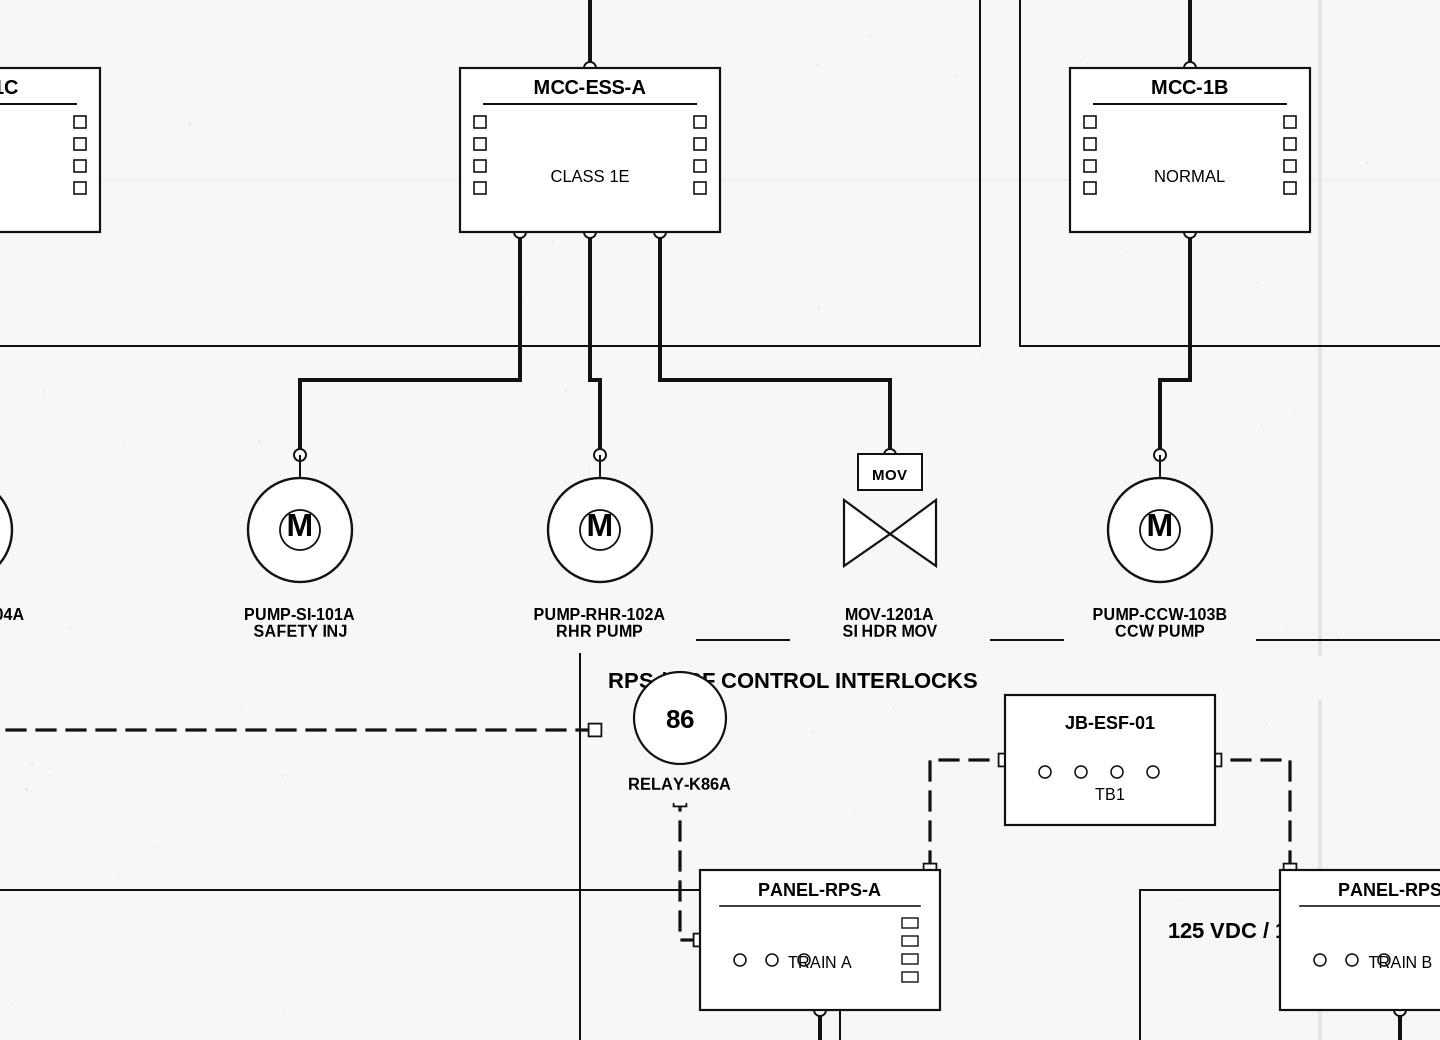 1C
MCC-ESS-A
MCC-1B
CLASS 1E
NORMAL
MOV
M
M
M
04A
PUMP-SI-101A
SAFETY INJ
PUMP-RHR-102A
RHR PUMP
MOV-1201A
SI HDR MOV
PUMP-CCW-103B
CCW PUMP
RPS CONTROL INTERLOCKS
86
RELAY-K86A
JB-ESF-01
TB1
PANEL-RPS-A
TRAIN A
125 VDC /
PANEL-RPS
TRAIN B